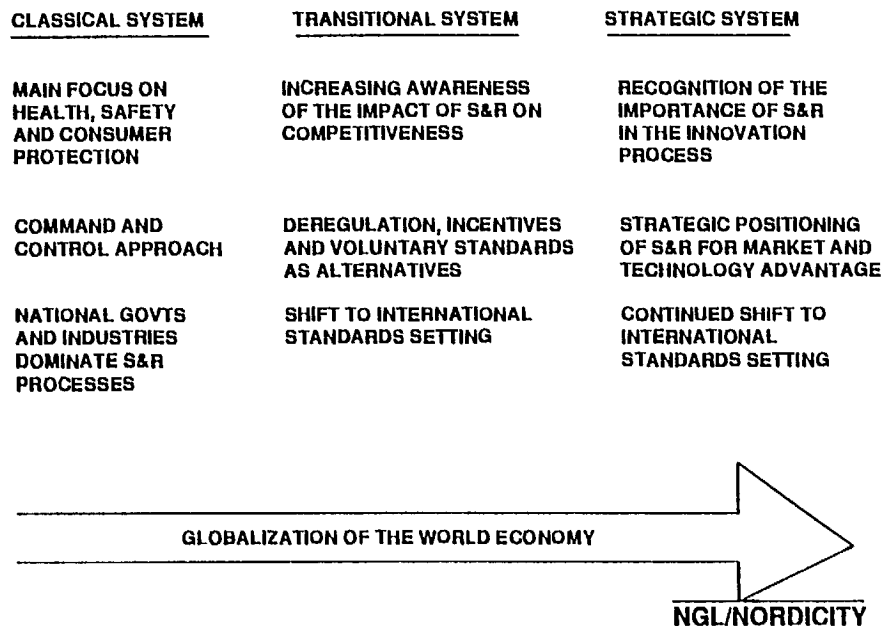 CLASSICAL SYSTEM
TRANSITIONAL SYSTEM
STRATEGIC SYSTEM
MAIN FOCUS ON
HEALTH, SAFETY
AND CONSUMER
PROTECTION
INCREASING AWARENESS
OF THE IMPACT OF S&R ON
COMPETITIVENESS
RECOGNITION OF THE
IMPORTANCE OF S&R
IN THE INNOVATION
PROCESS
COMMAND AND
CONTROL APPROACH
DEREGULATION, INCENTIVES
AND VOLUNTARY STANDARDS
AS ALTERNATIVES
STRATEGIC POSITIONING
OF S&R FOR MARKET AND
TECHNOLOGY ADVANTAGE
NATIONAL GOVTS
AND INDUSTRIES
DOMINATE S&R
PROCESSES
SHIFT TO INTERNATIONAL
STANDARDS SETTING
CONTINUED SHIFT TO
INTERNATIONAL
STANDARDS SETTING
GLOBALIZATION OF THE WORLD ECONOMY
NGL/NORDICITY